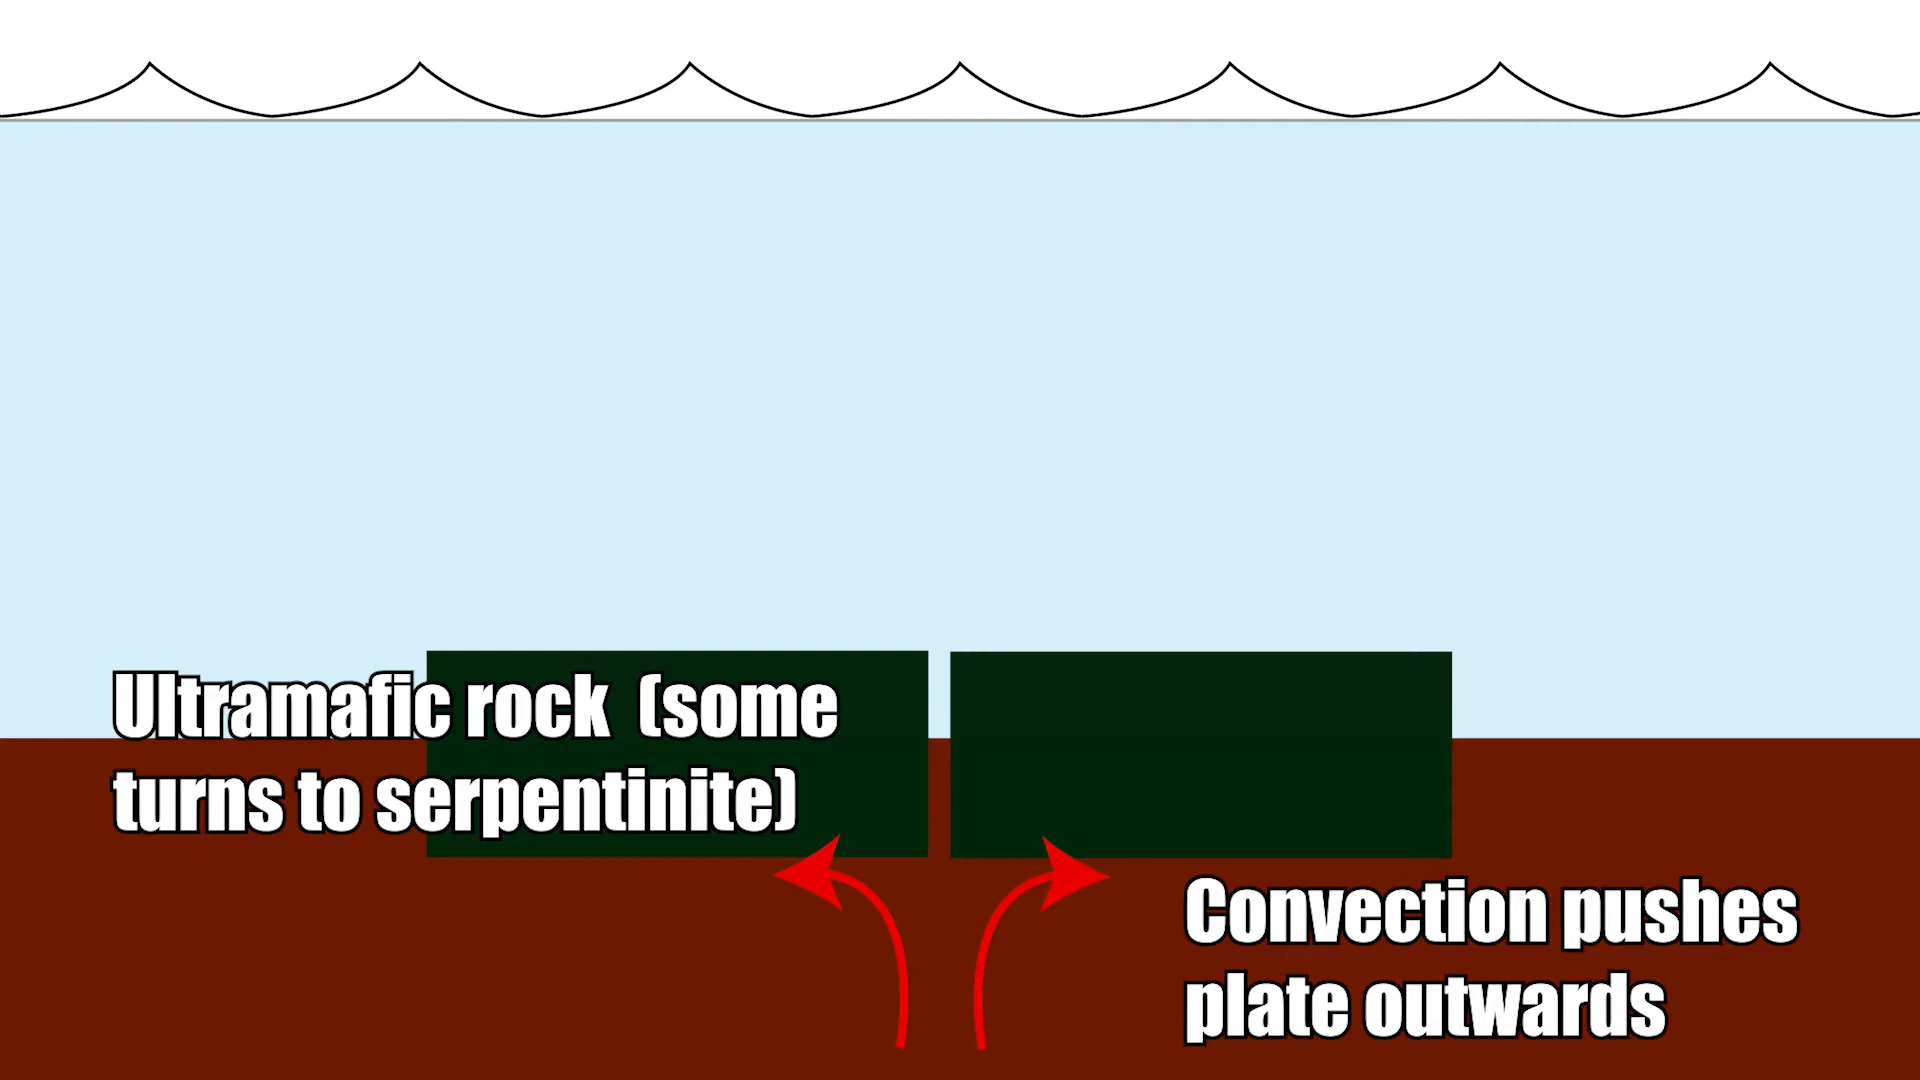 Ultramafic rock  (some
turns to serpentinite)
Convection pushes
plate outwards